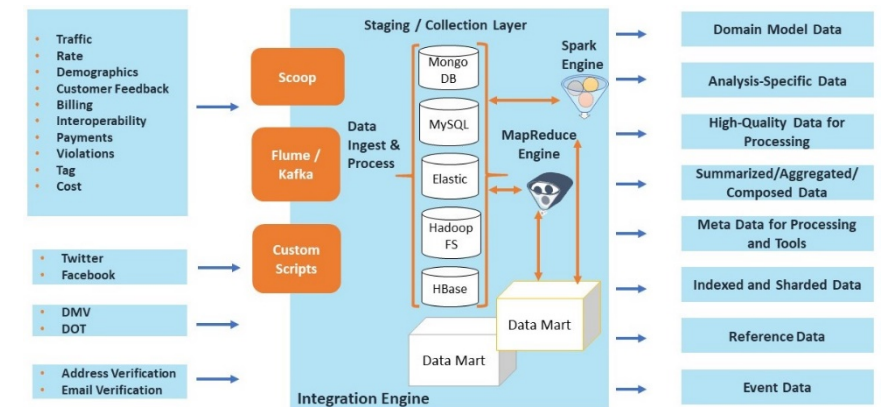 Traffic
Rate
Demographics
Customer Feedback
Billing
Interoperability
Payments
Violations
Tag
Cost
Twitter
Facebook
DMV
DOT
Address Verification
Email Verification
Scoop
Flume /
Kafka
Custom
Scripts
Staging / Collection Layer
Data
Ingest &
Process
Mongo
DB
MySQL
Elastic
Hadoop
FS
HBase
Spark
Engine
MapReduce
Engine
Data Mart
Data Mart
Integration Engine
Domain Model Data
Analysis-Specific Data
High-Quality Data for
Processing
Summarized/Aggregated/
Composed Data
Meta Data for Processing
and Tools
Indexed and Sharded Data
Reference Data
Event Data